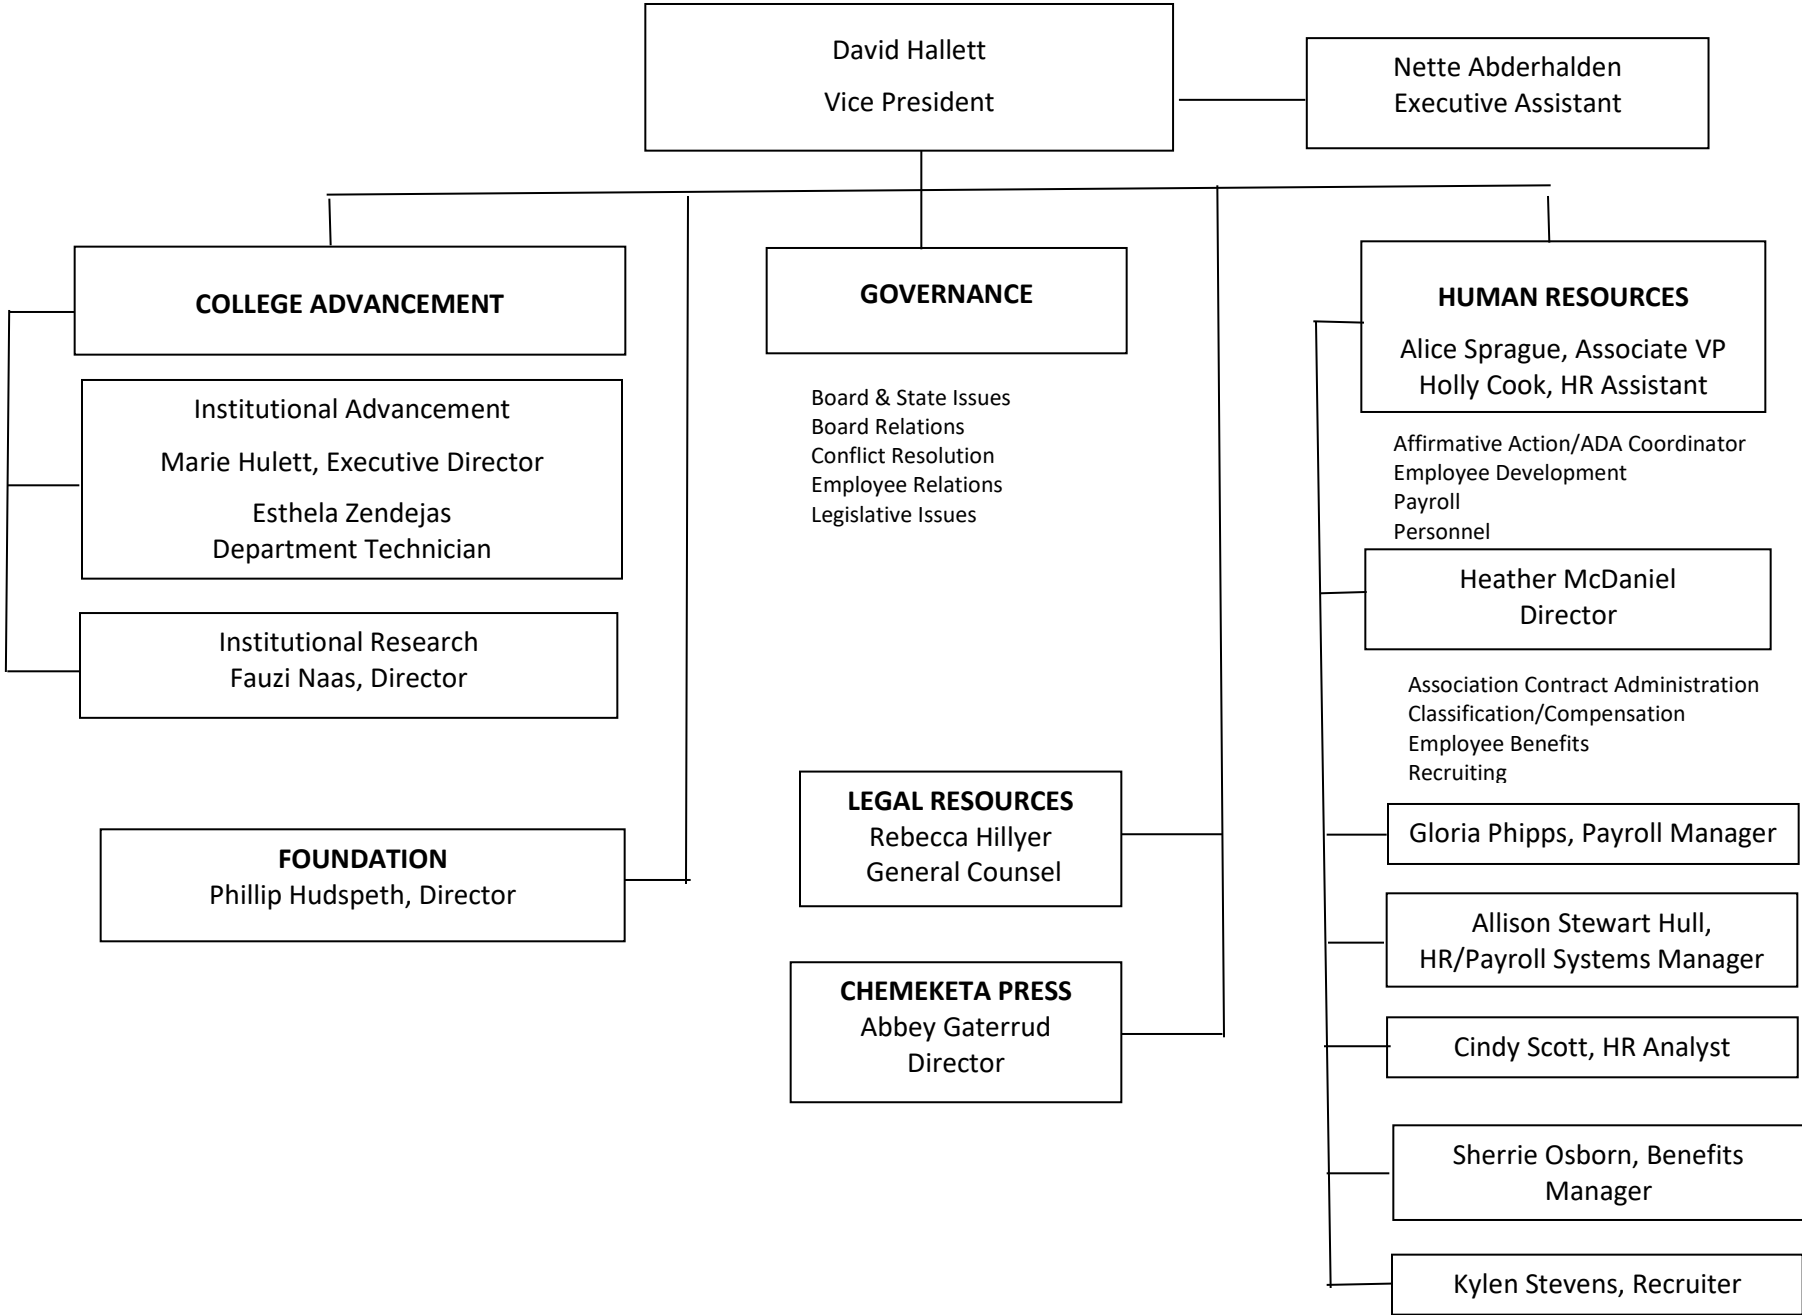 David Hallett
Vice President
Nette Abderhalden
Executive Assistant
COLLEGE ADVANCEMENT
Institutional Advancement
Marie Hulett, Executive Director
Esthela Zendejas
Department Technician
Institutional Research
Fauzi Naas, Director
FOUNDATION
Phillip Hudspeth, Director
GOVERNANCE
Board & State Issues
Board Relations
Conflict Resolution
Employee Relations
Legislative Issues
LEGAL RESOURCES
Rebecca Hillyer
General Counsel
CHEMEKETA PRESS
Abbey Gaterrud
Director
HUMAN RESOURCES
Alice Sprague, Associate VP
Holly Cook, HR Assistant
Affirmative Action/ADA Coordinator
Employee Development
Payroll
Personnel
Heather McDaniel
Director
Association Contract Administration
Classification/Compensation
Employee Benefits
Recruiting
Gloria Phipps, Payroll Manager
Allison Stewart Hull,
HR/Payroll Systems Manager
Cindy Scott, HR Analyst
Sherrie Osborn, Benefits
Manager
Kylen Stevens, Recruiter